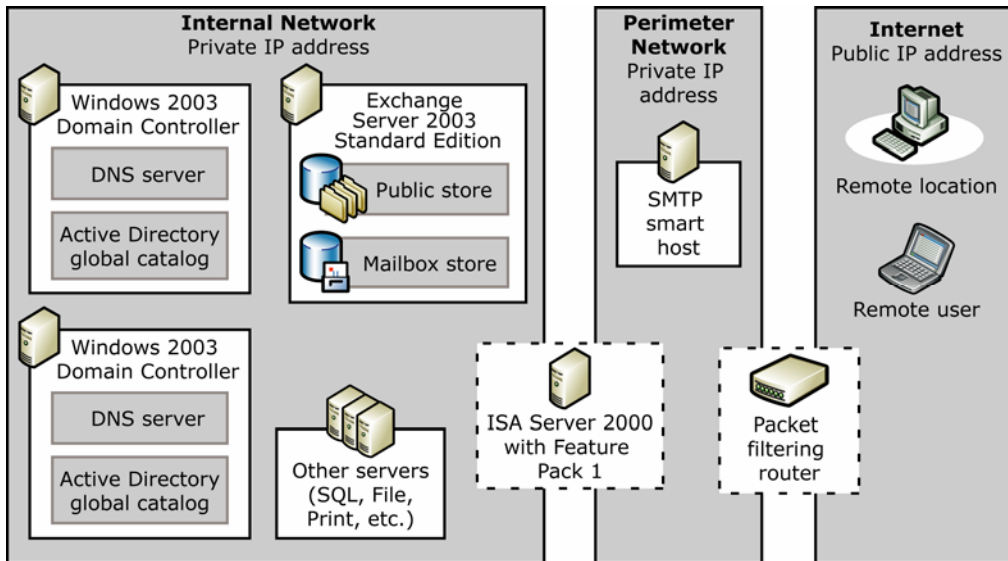 Internal Network
Private IP address
Windows 2003
Domain Controller
DNS server
Active Directory
global catalog
Exchange
Server 2003
Standard Edition
Public store
Mailbox store
Windows 2003
Domain Controller
DNS server
Active Directory
global catalog
Other servers
(SQL, File,
Print, etc.)
ISA Server 2000
with Feature
Pack 1
Perimeter
Network
Private IP
address
SMTP
smart
host
Packet
filtering
router
Internet
Public IP address
Remote location
Remote user